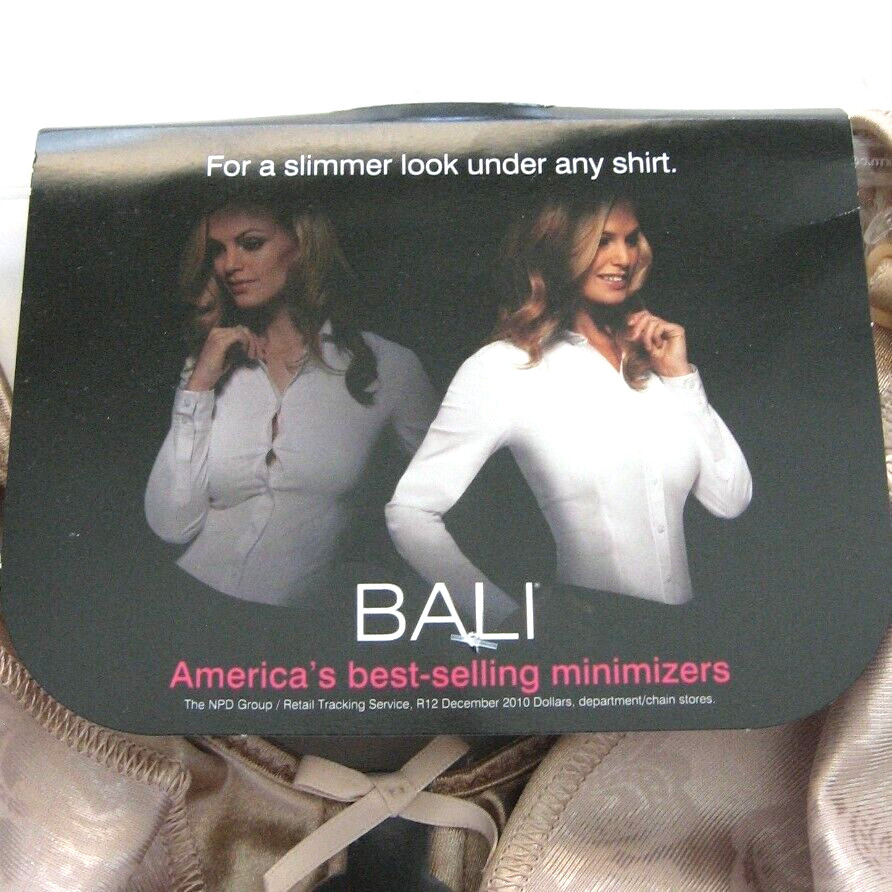 For a slimmer look under any shirt.
BALI
America's best-selling minimizers
The NPD Group / Retail Tracking Service, R12 December 2010 Dollars, department/chain stores.